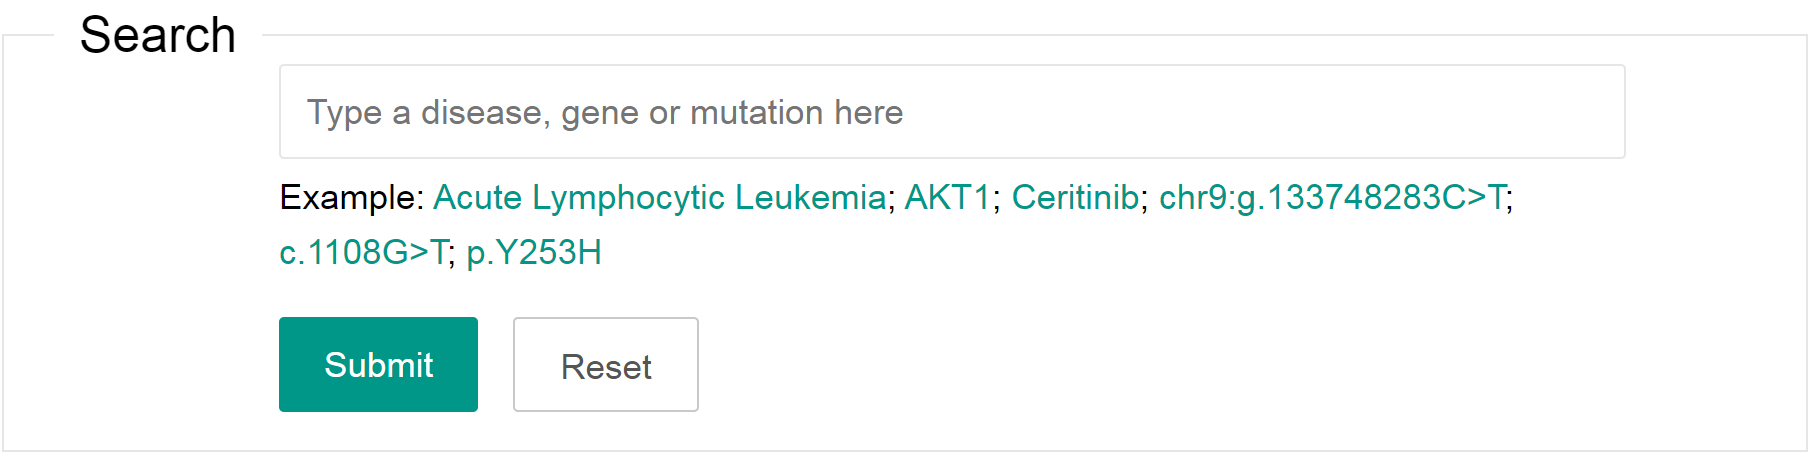 Search
Type a disease, gene or mutation here
Example: Acute Lymphocytic Leukemia; AKT1; Ceritinib; chr9:g.133748283C>T;
c.1108G>T; p.Y253H
Submit Reset